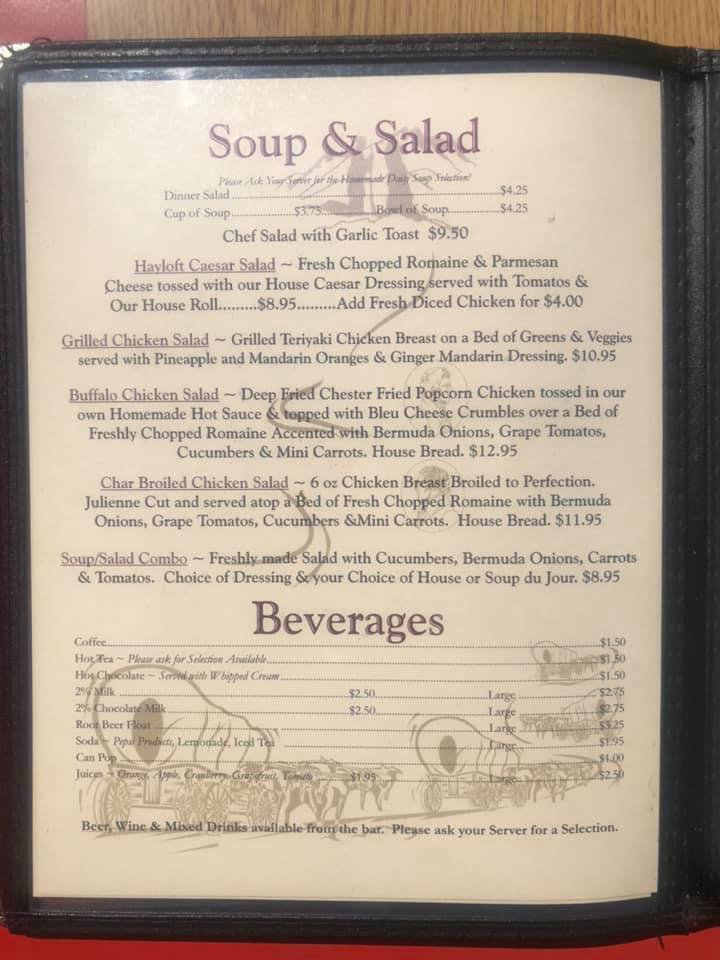 Soup & Salad
Please Ask Your Server for the Homemade Daily Soup Selection!
Dinner Salad....................$4.25
Cup of Soup....................$3.75....................Bowl of Soup....................$4.25
Chef Salad with Garlic Toast $9.50
Hayloft Caesar Salad ~ Fresh Chopped Romaine & Parmesan
Cheese tossed with our House Caesar Dressing served with Tomatoes &
Our House Roll.........$8.95.........Add Fresh Diced Chicken for $4.00
Grilled Chicken Salad ~ Grilled Teriyaki Chicken Breast on a Bed of Greens & Veggies
served with Pineapple and Mandarin Oranges & Ginger Mandarin Dressing. $10.95
Buffalo Chicken Salad ~ Deep Fried Chester Fried Popcorn Chicken tossed in our
own Homemade Hot Sauce & topped with Bleu Cheese Crumbles over a Bed of
Freshly Chopped Romaine Accented with Bermuda Onions, Grape Tomatos,
Cucumbers & Mini Carrots. House Bread. $12.95
Char Broiled Chicken Salad ~ 6 oz Chicken Breast Broiled to Perfection.
Julienne Cut and served atop a Bed of Fresh Chopped Romaine with Bermuda
Onions, Grape Tomatos, Cucumbers &Mini Carrots. House Bread. $11.95
Soup/Salad Combo ~ Freshly made Salad with Cucumbers, Bermuda Onions, Carrots
& Tomatos. Choice of Dressing & your Choice of House or Soup du Jour. $8.95
Beverages
Coffee....................$1.50
Hot Tea ~ Please ask for Selection Available....................$1.50
Hot Chocolate ~ Served with Whipped Cream....................$1.50
2% Milk....................$2.50....................Large....................$2.75
2% Chocolate Milk....................$2.50....................Large....................$2.75
Root Beer Float....................Large....................$3.25
Soda ~ Pepsi Products, Lemonade, Iced Tea....................Large....................$1.95
Can Pop....................$1.00
Juices ~ Orange, Apple, Cranberry, Grapefruit, Tomato..........$1.95....................Large....................$2.50
Beer, Wine & Mixed Drinks available from the bar. Please ask your Server for a Selection.